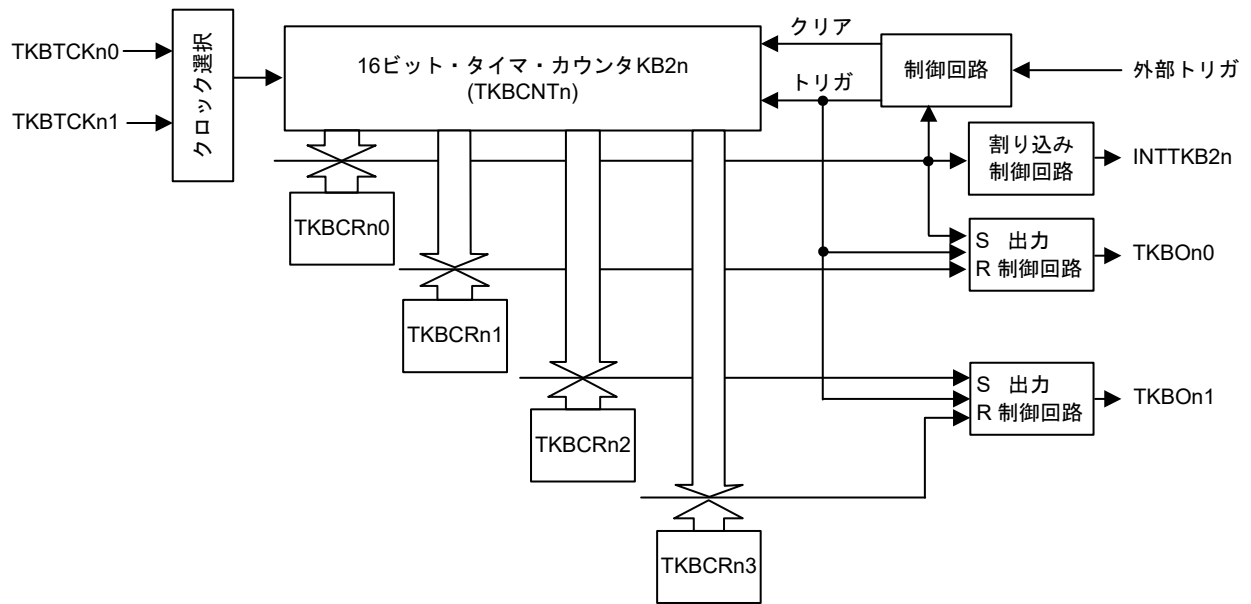 TKBTCKn0
TKBTCKn1
クロック選択
16ビット・タイマ・カウンタKB2n
(TKBCNTn)
クリア
トリガ
制御回路
外部トリガ
割り込み
制御回路
INTTKB2n
TKBCRn0
S 出力
R 制御回路
TKBOn0
TKBCRn1
S 出力
R 制御回路
TKBOn1
TKBCRn2
TKBCRn3